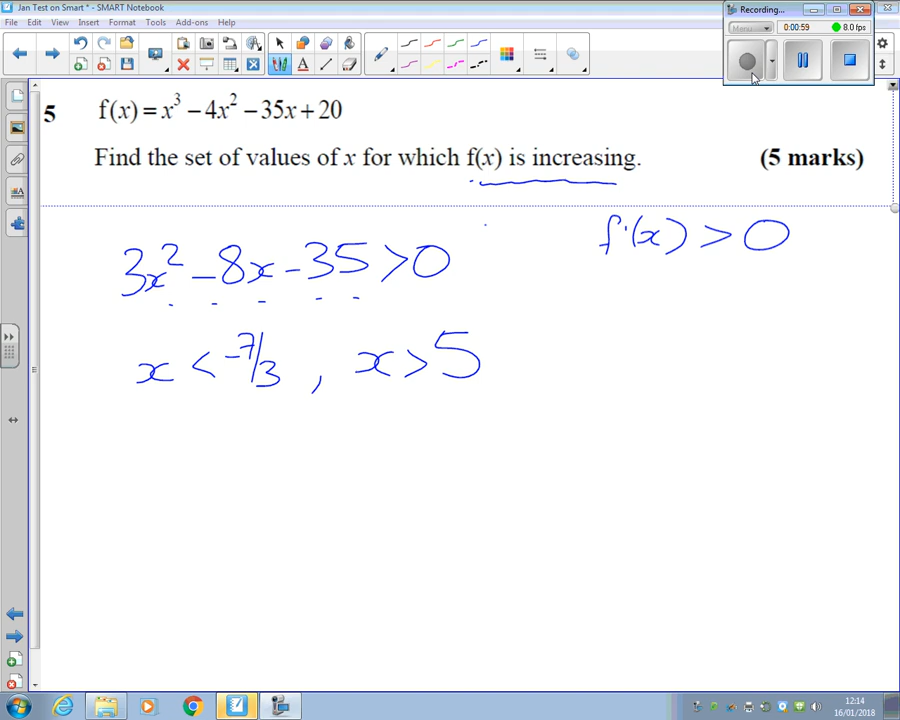 Jan Test on Smart * - SMART Notebook
Recording...
File Edit View Insert Format Tools Add-ons Help
Menu 0:00:59 8.0 fps
5 f(x) = x³ − 4x² − 35x + 20
Find the set of values of x for which f(x) is increasing. (5 marks)
f'(x) > 0
3x² − 8x − 35 > 0
x < −7/3 , x > 5
12:14
16/01/2018